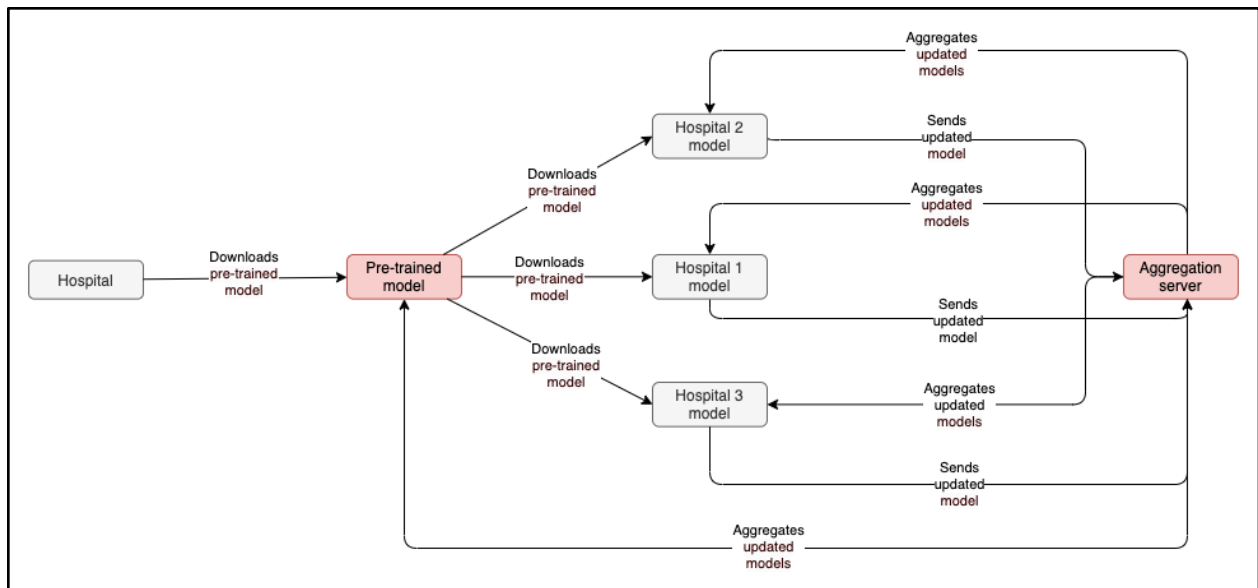 Aggregates
updated
models
Hospital 2
model
Sends
updated
model
Downloads
pre-trained
model
Aggregates
updated
models
Hospital
Downloads
pre-trained
model
Pre-trained
model
Downloads
pre-trained
model
Hospital 1
model
Aggregation
server
Sends
updated
model
Downloads
pre-trained
model
Hospital 3
model
Aggregates
updated
models
Sends
updated
model
Aggregates
updated
models